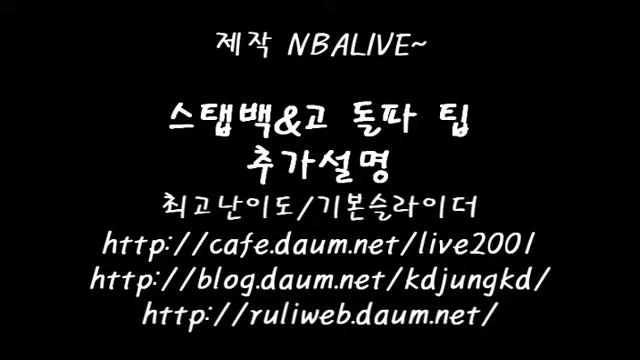 제작 NBALIVE~
스탭백&고 돌파 팁
추가설명
최고난이도/기본슬라이더
http://cafe.daum.net/live2001
http://blog.daum.net/kdjungkd/
http://ruliweb.daum.net/